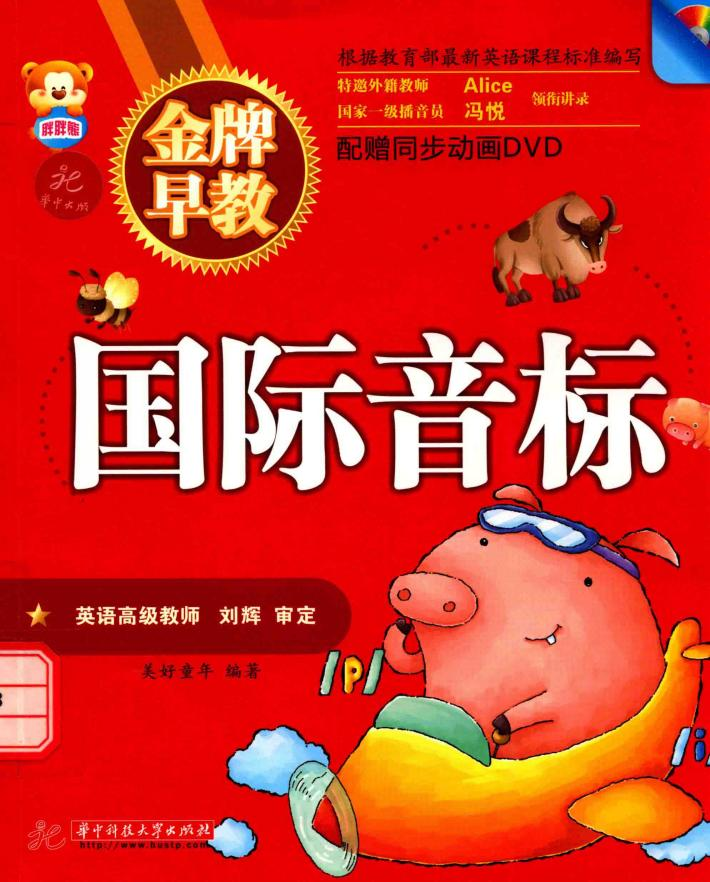 根据教育部最新英语课程标准编写
特邀外籍教师 Alice
国家一级播音员 冯悦
领衔讲录
配赠同步动画DVD
胖胖熊
华中出版
金牌
早教
国际音标
英语高级教师 刘辉 审定
美好童年 编著
/p/
/i
华中科技大学出版社
http://www.hustp.com